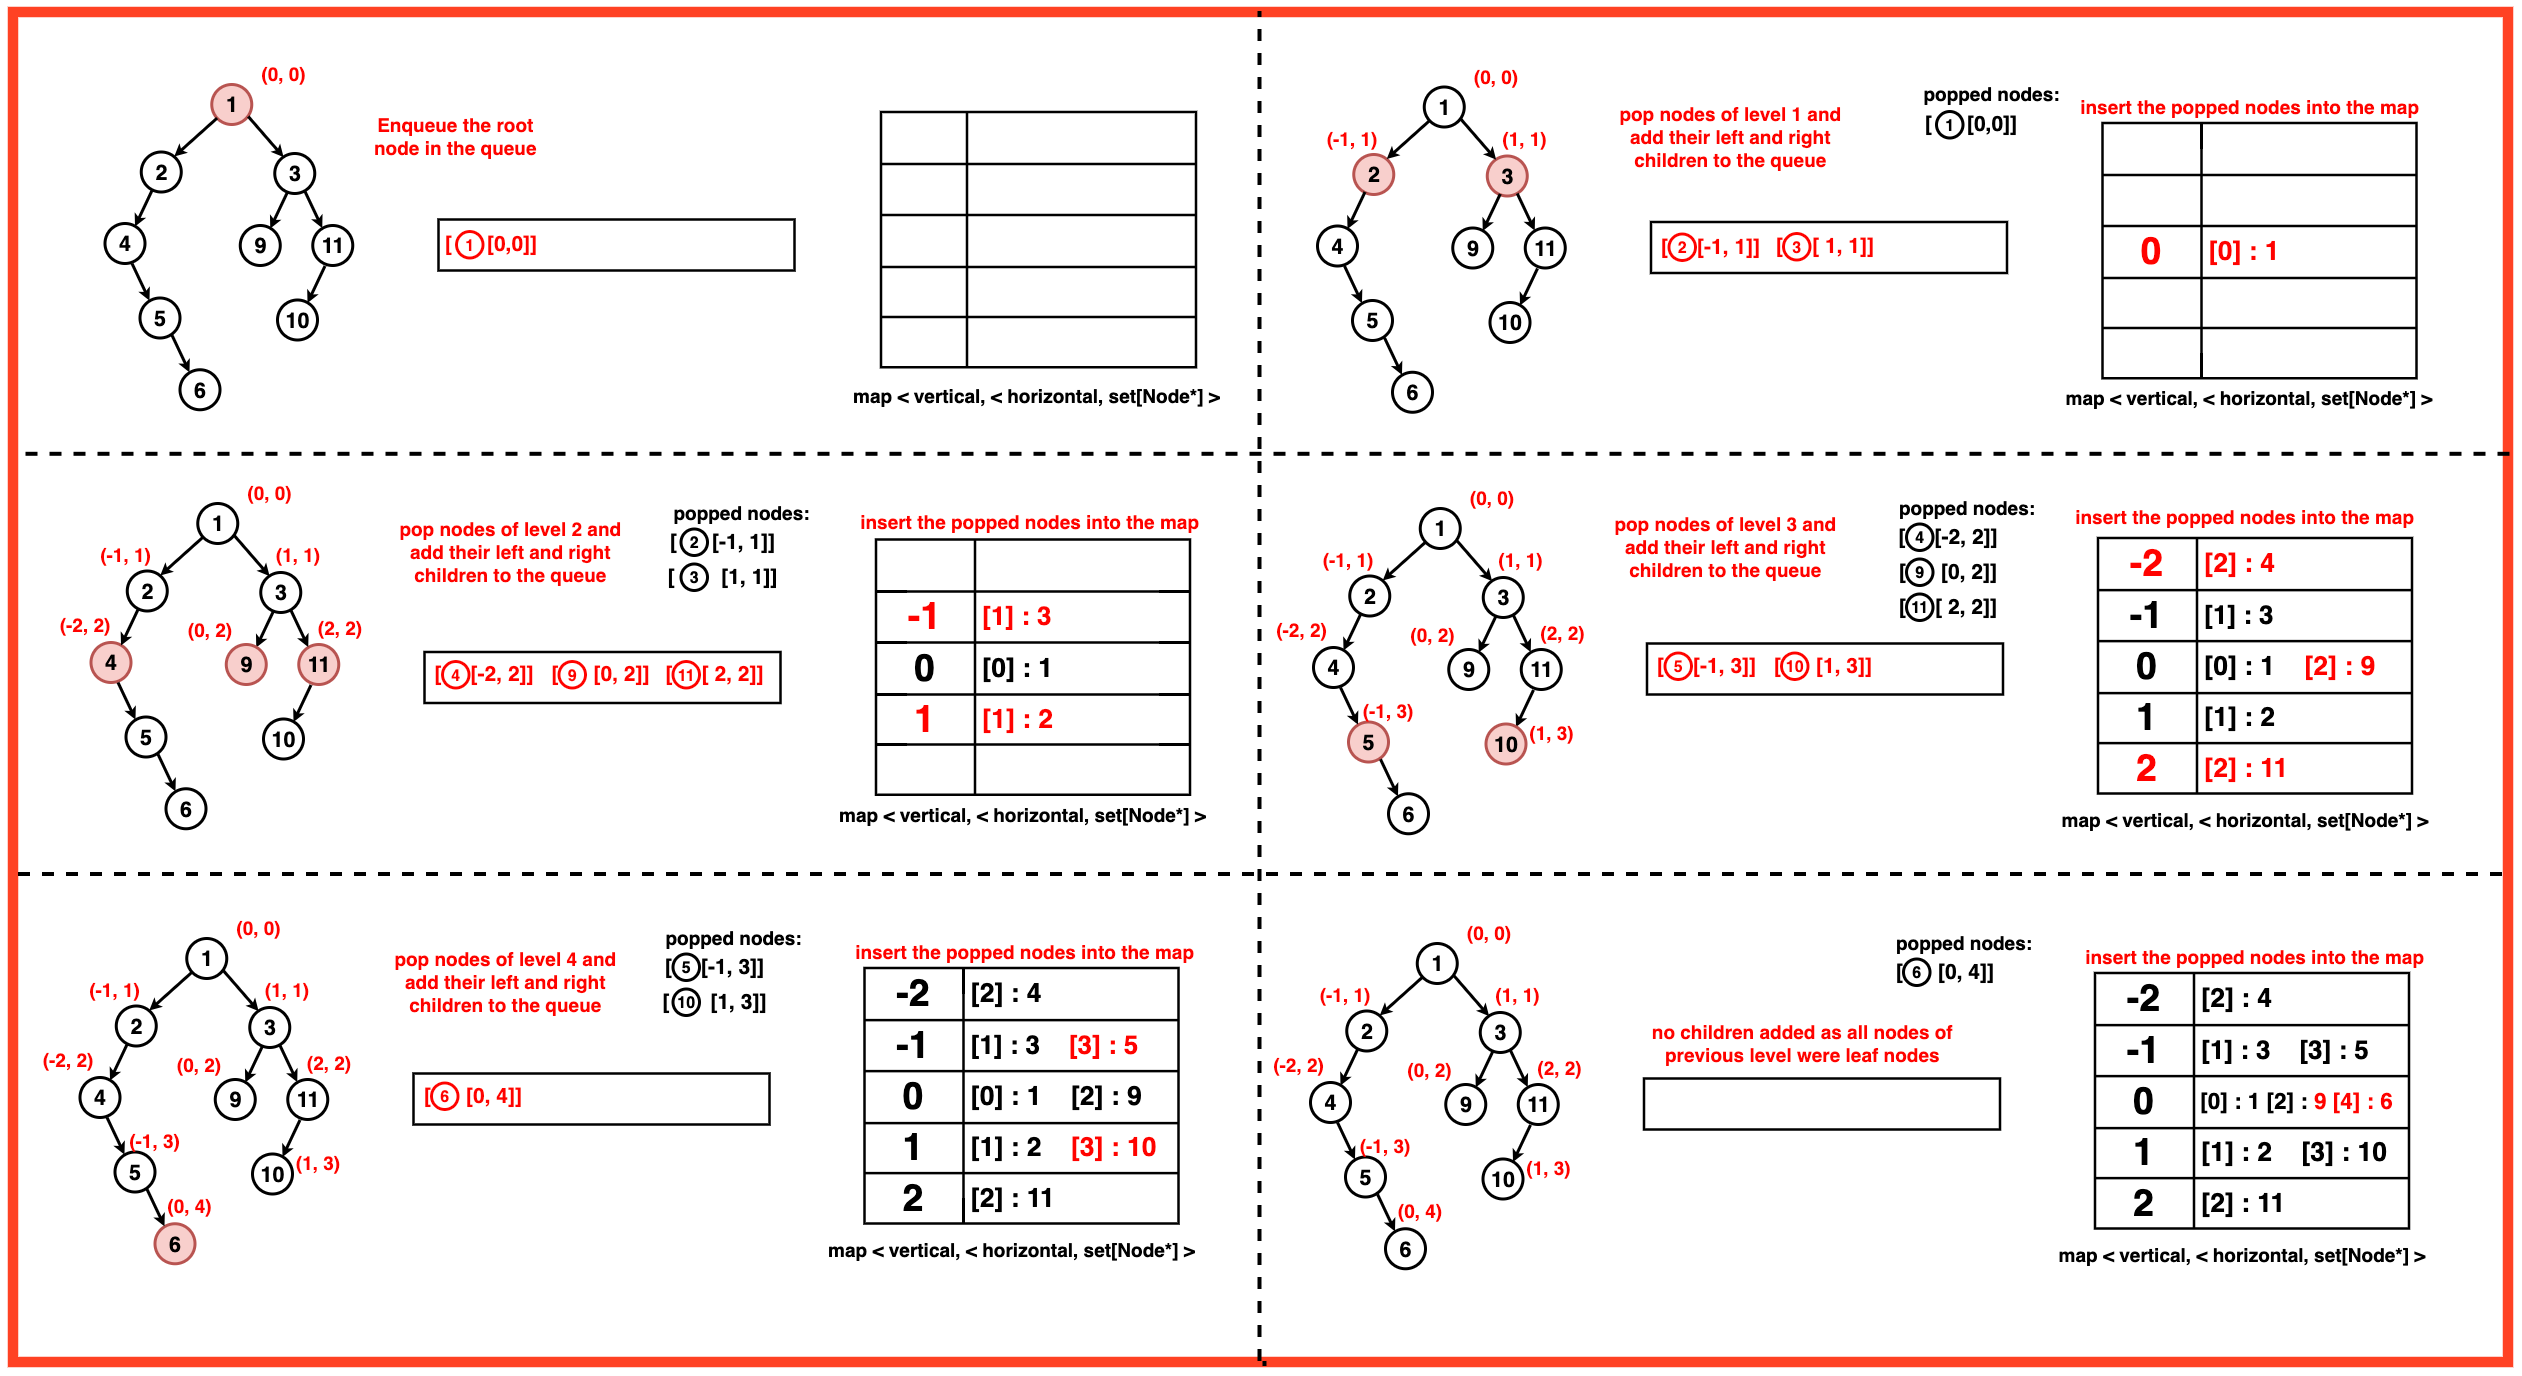 (0, 0)
1
2
3
4
9
11
5
10
6
Enqueue the root
node in the queue
[ 1 [0,0]]
map < vertical, < horizontal, set[Node*] >
(0, 0)
1
(-1, 1)
(1, 1)
2
3
4
9
11
5
10
6
pop nodes of level 1 and
add their left and right
children to the queue
[ 2 [-1, 1]] [ 3 [ 1, 1]]
popped nodes:
[ 1 [0,0]]
insert the popped nodes into the map
0 [0] : 1
map < vertical, < horizontal, set[Node*] >
(0, 0)
1
(-1, 1)
(1, 1)
2
3
(-2, 2)
(0, 2)
(2, 2)
4
9
11
5
10
6
pop nodes of level 2 and
add their left and right
children to the queue
[ 4 [-2, 2]] [ 9 [0, 2]] [ 11 [ 2, 2]]
popped nodes:
[ 2 [-1, 1]]
[ 3 [1, 1]]
insert the popped nodes into the map
-1 [1] : 3
0 [0] : 1
1 [1] : 2
map < vertical, < horizontal, set[Node*] >
(0, 0)
1
(-1, 1)
(1, 1)
2
3
(-2, 2)
(0, 2)
(2, 2)
4
9
11
(-1, 3)
5
10
(1, 3)
6
pop nodes of level 3 and
add their left and right
children to the queue
[ 5 [-1, 3]] [ 10 [1, 3]]
popped nodes:
[ 4 [-2, 2]]
[ 9 [0, 2]]
[ 11 [ 2, 2]]
insert the popped nodes into the map
-2 [2] : 4
-1 [1] : 3
0 [0] : 1 [2] : 9
1 [1] : 2
2 [2] : 11
map < vertical, < horizontal, set[Node*] >
(0, 0)
1
(-1, 1)
(1, 1)
2
3
(-2, 2)
(0, 2)
(2, 2)
4
9
11
(-1, 3)
5
10
(1, 3)
(0, 4)
6
pop nodes of level 4 and
add their left and right
children to the queue
[ 6 [0, 4]]
popped nodes:
[ 5 [-1, 3]]
[ 10 [1, 3]]
insert the popped nodes into the map
-2 [2] : 4
-1 [1] : 3 [3] : 5
0 [0] : 1 [2] : 9
1 [1] : 2 [3] : 10
2 [2] : 11
map < vertical, < horizontal, set[Node*] >
(0, 0)
1
(-1, 1)
(1, 1)
2
3
(-2, 2)
(0, 2)
(2, 2)
4
9
11
(-1, 3)
5
10
(1, 3)
(0, 4)
6
no children added as all nodes of
previous level were leaf nodes
popped nodes:
[ 6 [0, 4]]
insert the popped nodes into the map
-2 [2] : 4
-1 [1] : 3 [3] : 5
0 [0] : 1 [2] : 9 [4] : 6
1 [1] : 2 [3] : 10
2 [2] : 11
map < vertical, < horizontal, set[Node*] >